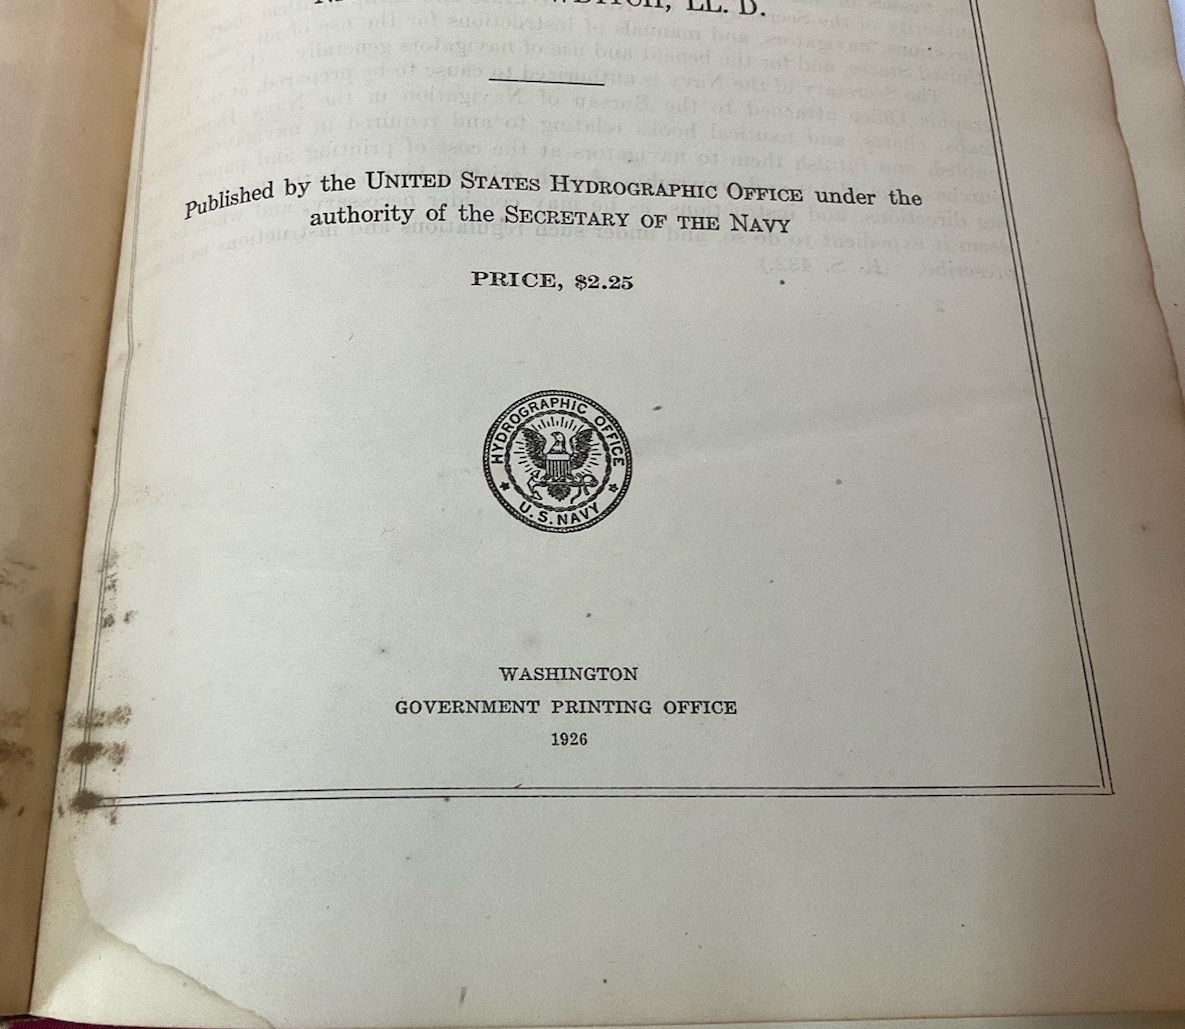 LL. D.
Published by the UNITED STATES HYDROGRAPHIC OFFICE under the
authority of the SECRETARY OF THE NAVY
PRICE, $2.25
HYDROGRAPHIC OFFICE
U. S. NAVY
WASHINGTON
GOVERNMENT PRINTING OFFICE
1926